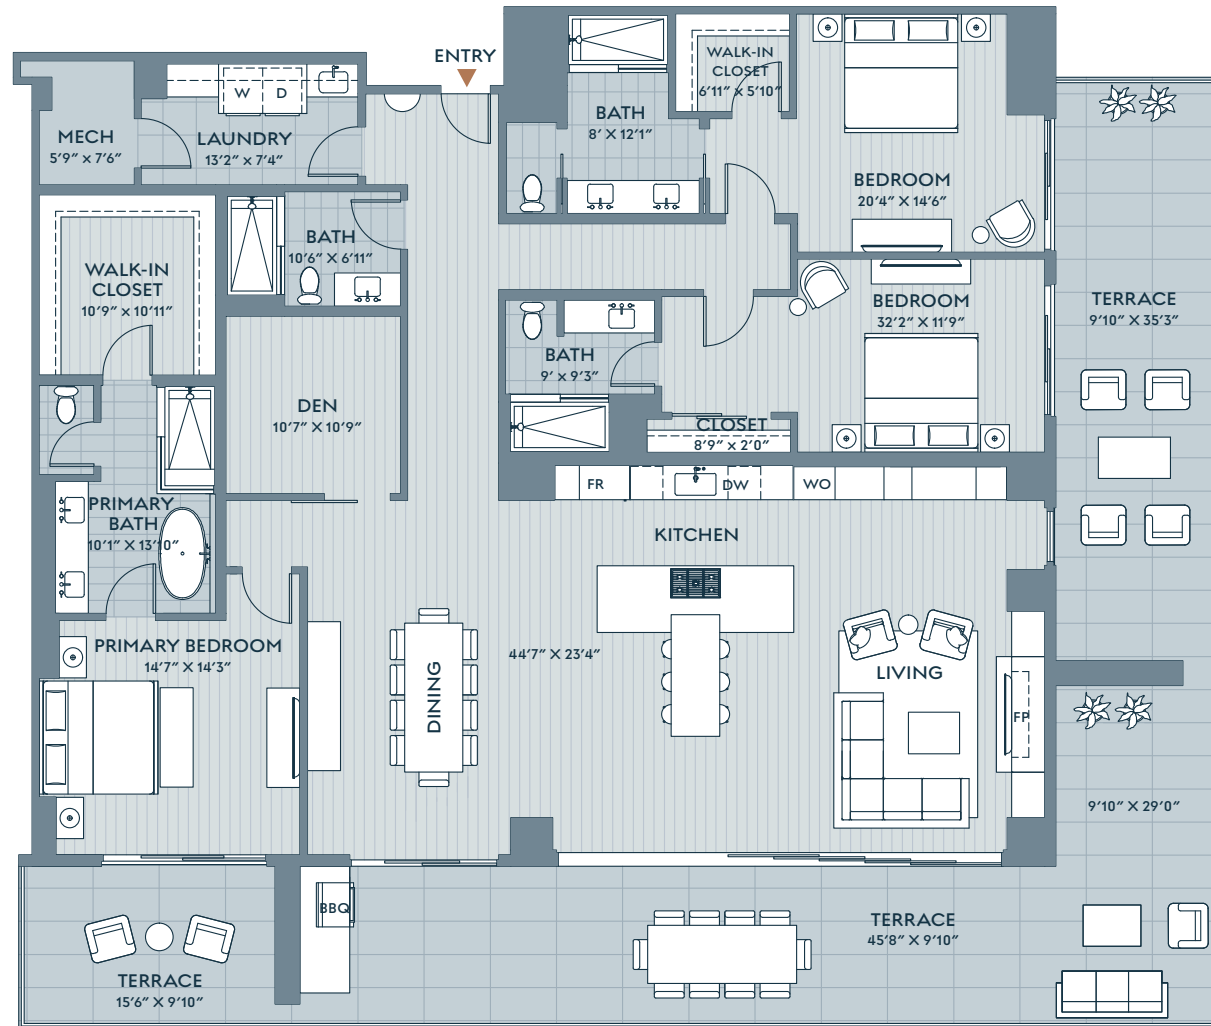 ENTRY
WALK-IN
CLOSET
6'11" X 5'10"
W
D
MECH
5'9" X 7'6"
LAUNDRY
13'2" X 7'4"
BATH
8' X 12'1"
BEDROOM
20'4" X 14'6"
BATH
10'6" X 6'11"
WALK-IN
CLOSET
10'9" X 10'11"
BEDROOM
32'2" X 11'9"
TERRACE
9'10" X 35'3"
BATH
9' X 9'3"
DEN
10'7" X 10'9"
CLOSET
8'9" X 2'0"
FR
DW
WO
PRIMARY
BATH
10'1" X 13'10"
KITCHEN
PRIMARY BEDROOM
14'7" X 14'3"
44'7" X 23'4"
LIVING
DINING
FP
9'10" X 29'0"
BBQ
TERRACE
45'8" X 9'10"
TERRACE
15'6" X 9'10"